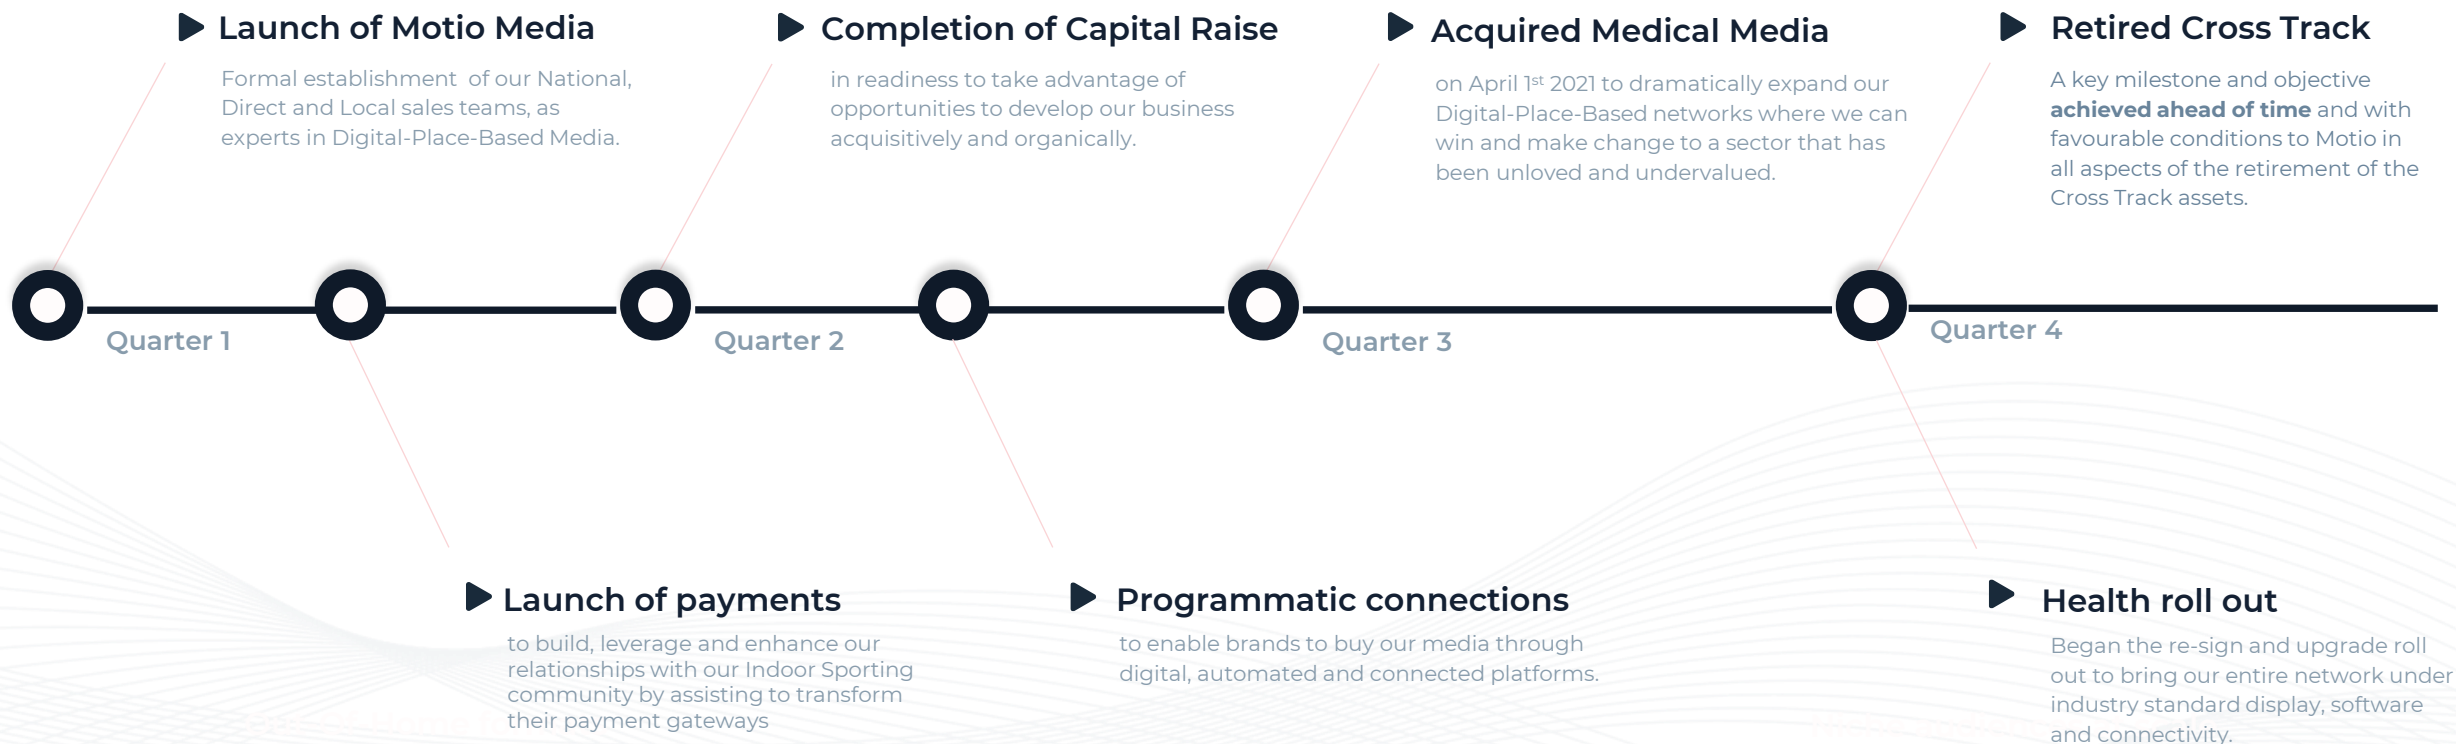 Launch of Motio Media
Formal establishment of our National,
Direct and Local sales teams, as
experts in Digital-Place-Based Media.
Completion of Capital Raise
in readiness to take advantage of
opportunities to develop our business
acquisitively and organically.
Acquired Medical Media
on April 1st 2021 to dramatically expand our
Digital-Place-Based networks where we can
win and make change to a sector that has
been unloved and undervalued.
Retired Cross Track
A key milestone and objective
achieved ahead of time and with
favourable conditions to Motio in
all aspects of the retirement of the
Cross Track assets.
Quarter 1
Quarter 2
Quarter 3
Quarter 4
Launch of payments
to build, leverage and enhance our
relationships with our Indoor Sporting
community by assisting to transform
their payment gateways
Programmatic connections
to enable brands to buy our media through
digital, automated and connected platforms.
Health roll out
Began the re-sign and upgrade roll
out to bring our entire network under
industry standard display, software
and connectivity.